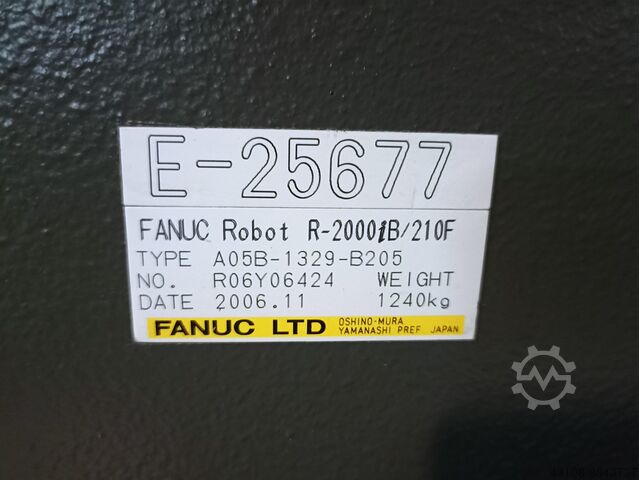 E-25677
FANUC Robot R-2000iB/210F
TYPE A05B-1329-B205
NO. R06Y06424 WEIGHT
DATE 2006.11 1240kg
FANUC LTD OSHINO-MURA
YAMANASHI PREF. JAPAN